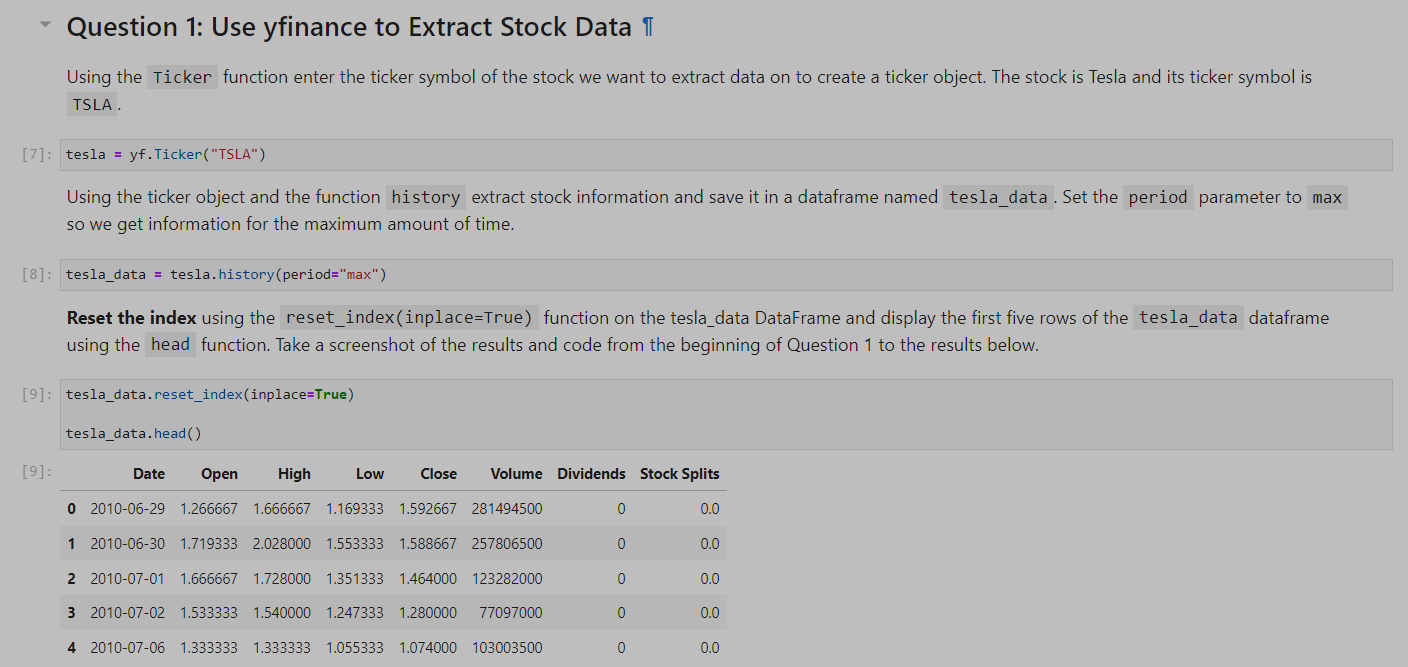 Question 1: Use yfinance to Extract Stock Data ¶
Using the Ticker function enter the ticker symbol of the stock we want to extract data on to create a ticker object. The stock is Tesla and its ticker symbol is
TSLA .
[7]: tesla = yf.Ticker("TSLA")
Using the ticker object and the function history extract stock information and save it in a dataframe named tesla_data . Set the period parameter to max
so we get information for the maximum amount of time.
[8]: tesla_data = tesla.history(period="max")
Reset the index using the reset_index(inplace=True) function on the tesla_data DataFrame and display the first five rows of the tesla_data dataframe
using the head function. Take a screenshot of the results and code from the beginning of Question 1 to the results below.
[9]: tesla_data.reset_index(inplace=True)
tesla_data.head()
[9]: Date Open High Low Close Volume Dividends Stock Splits
0 2010-06-29 1.266667 1.666667 1.169333 1.592667 281494500 0 0.0
1 2010-06-30 1.719333 2.028000 1.553333 1.588667 257806500 0 0.0
2 2010-07-01 1.666667 1.728000 1.351333 1.464000 123282000 0 0.0
3 2010-07-02 1.533333 1.540000 1.247333 1.280000 77097000 0 0.0
4 2010-07-06 1.333333 1.333333 1.055333 1.074000 103003500 0 0.0